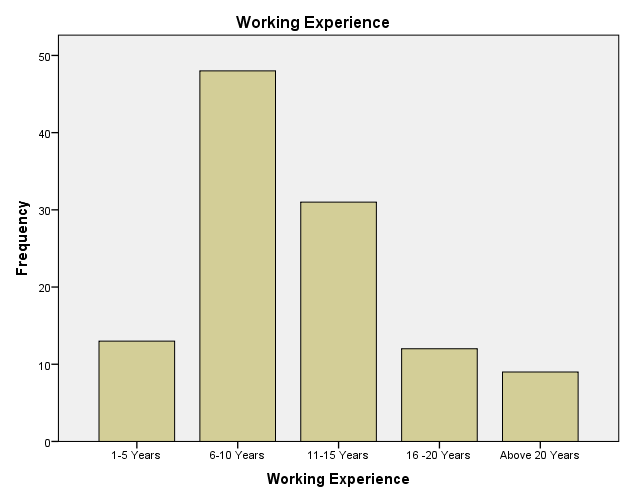 Working Experience
50
40
30
20
10
0
Frequency
1-5 Years
6-10 Years
11-15 Years
16 -20 Years
Above 20 Years
Working Experience